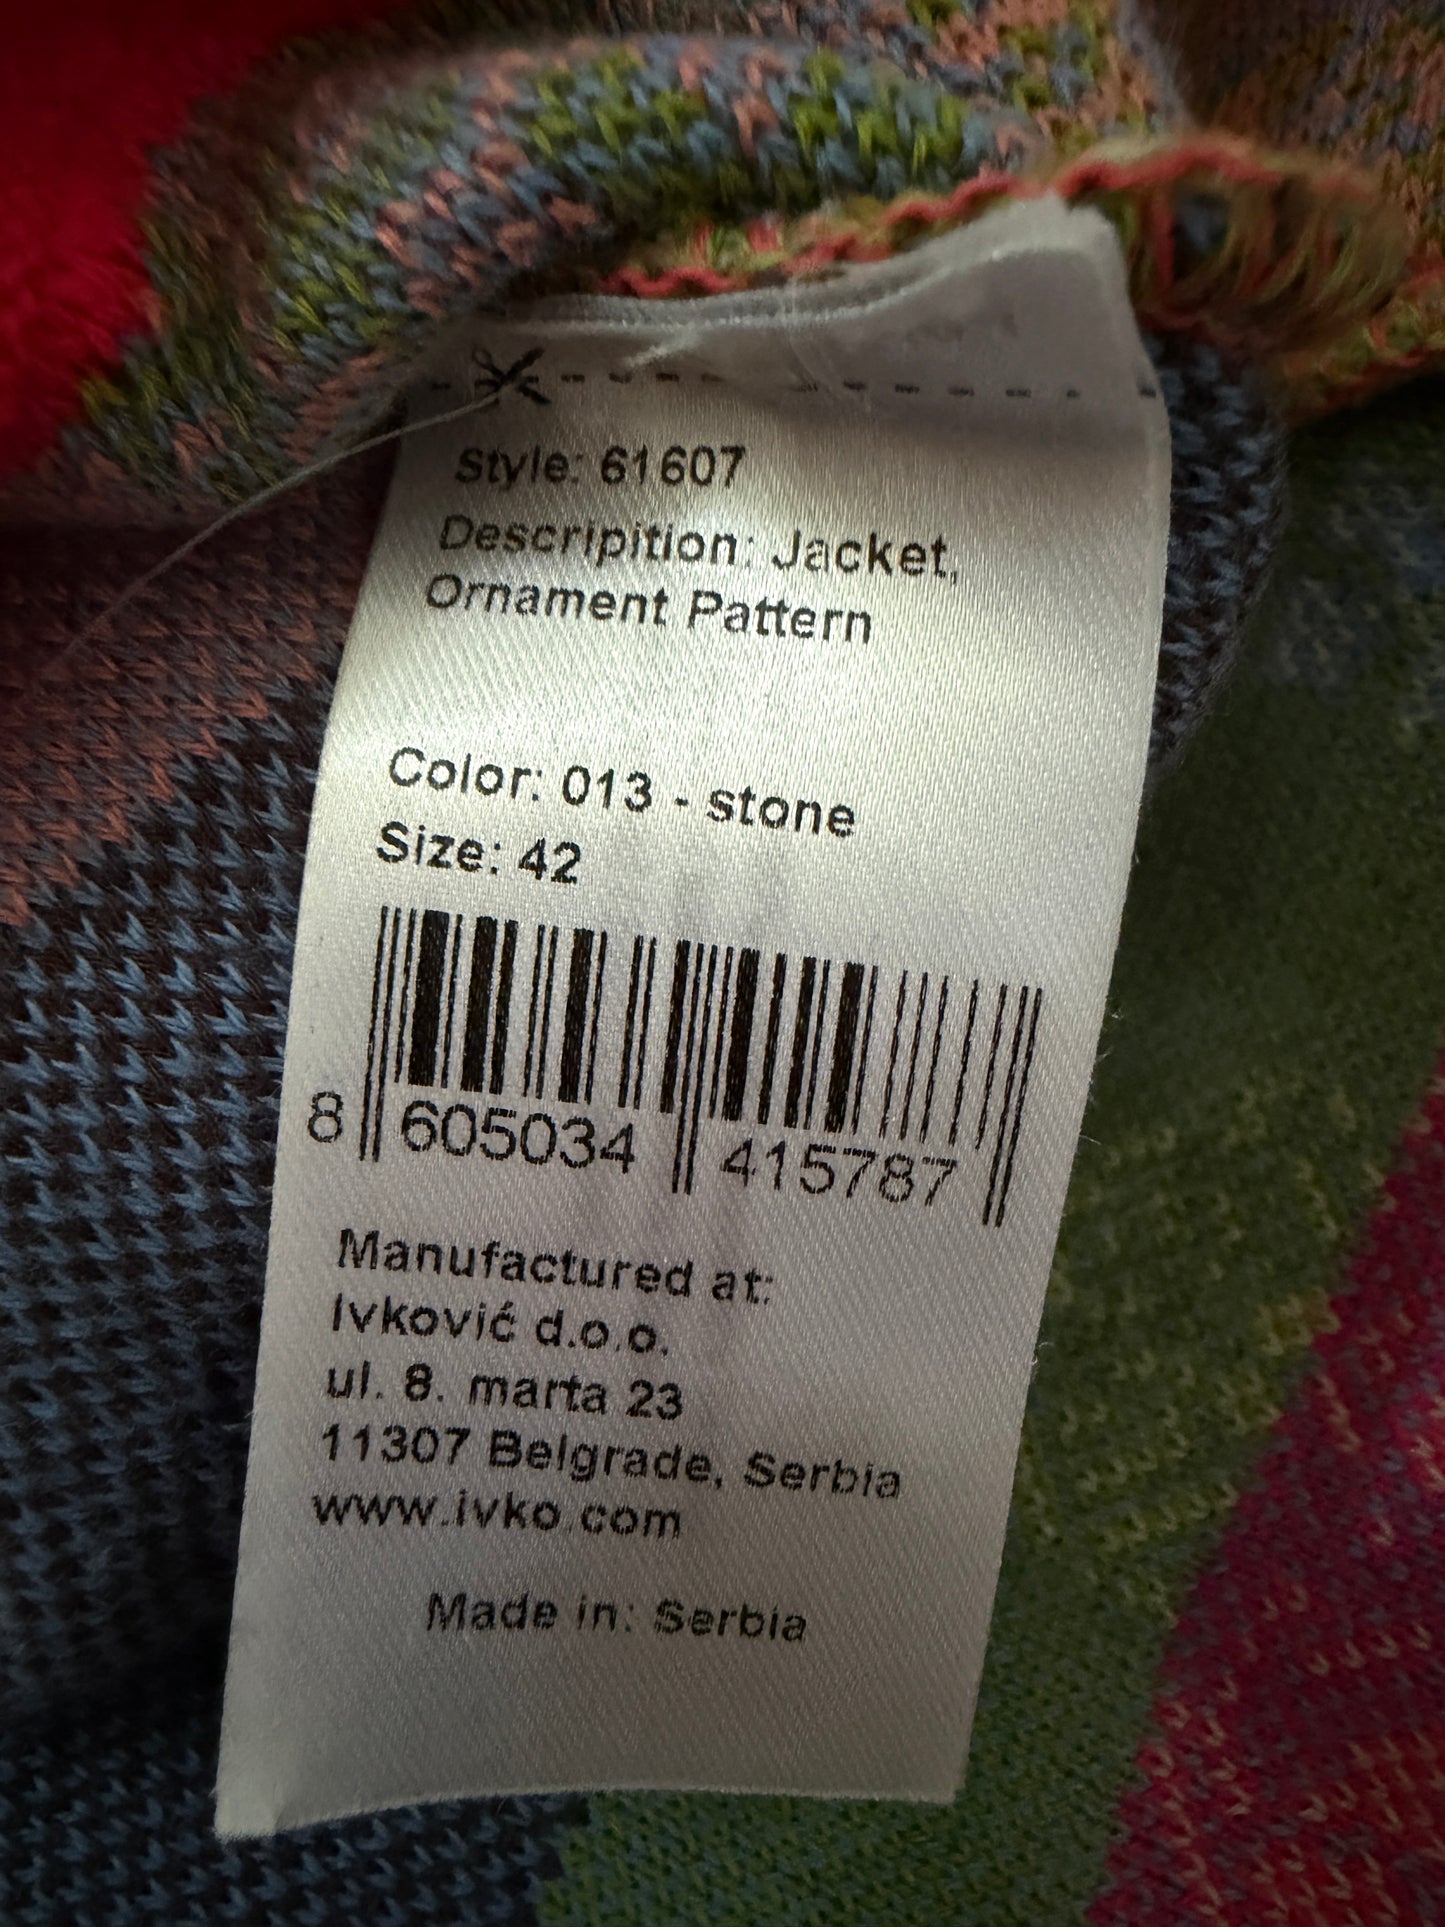 Style: 61607
Descripition: Jacket,
Ornament Pattern
Color: 013 - stone
Size: 42
8 605034 415787
Manufactured at:
Ivković d.o.o.
ul. 8. marta 23
11307 Belgrade, Serbia
www.ivko.com
Made in: Serbia